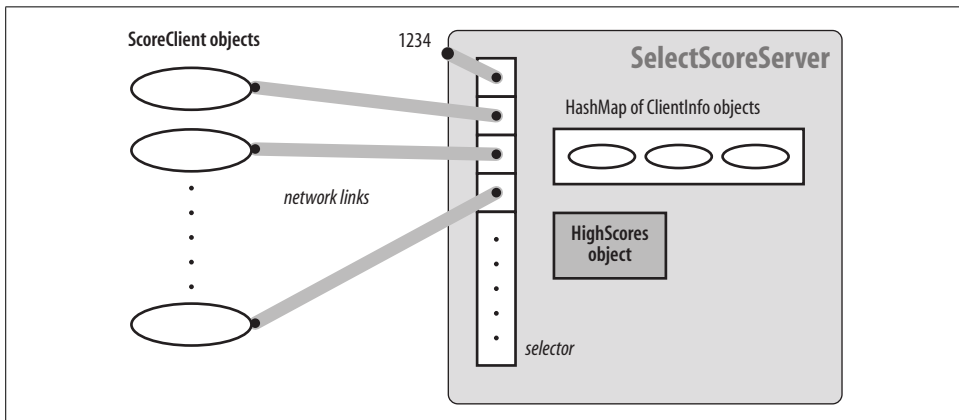 ScoreClient objects
1234
SelectScoreServer
HashMap of ClientInfo objects
network links
HighScores
object
selector